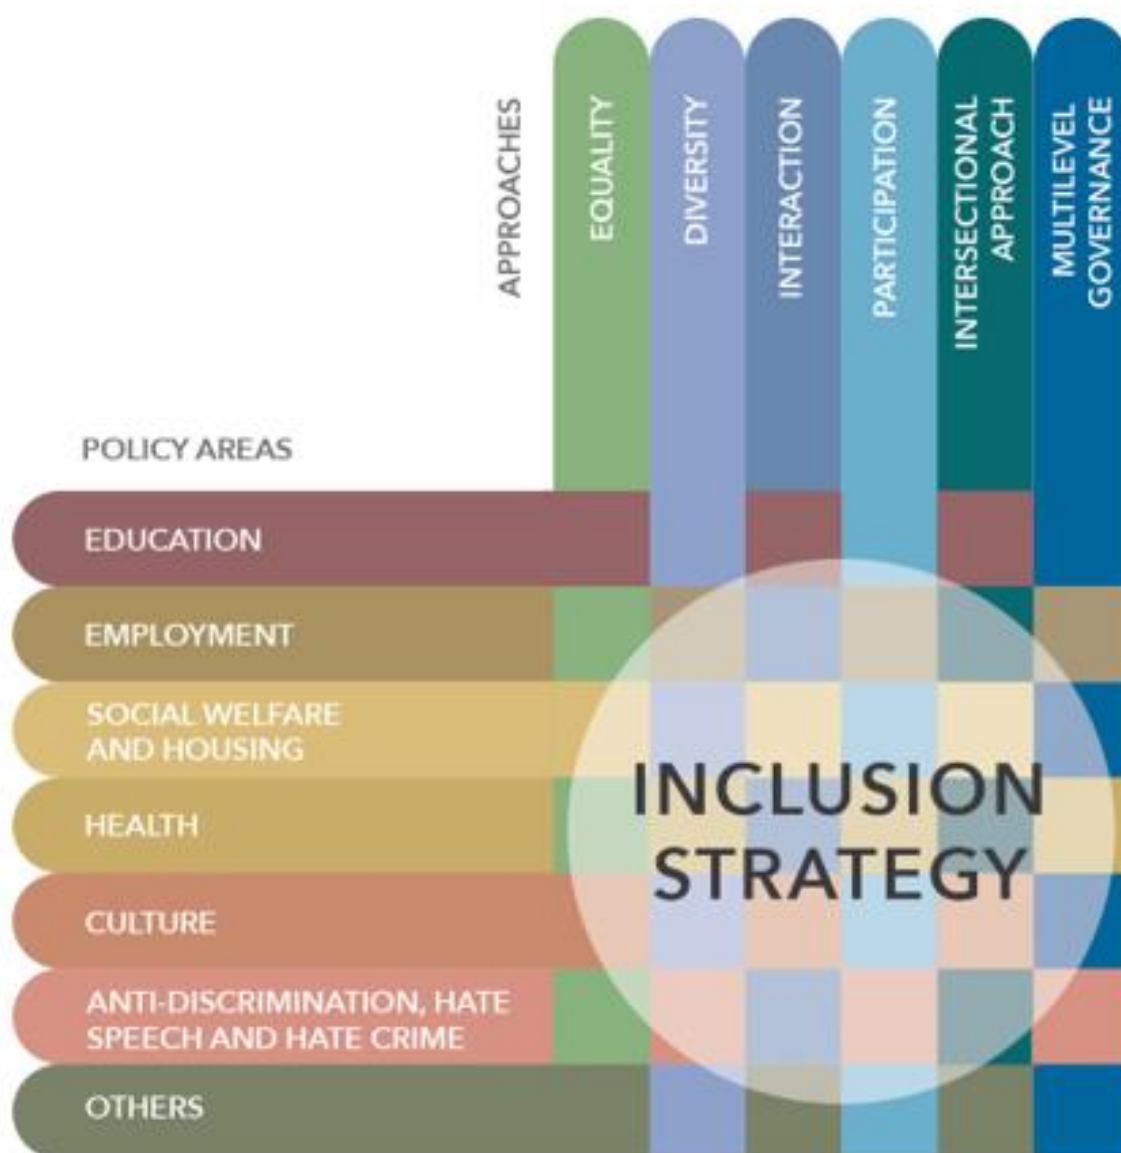 APPROACHES
EQUALITY
DIVERSITY
INTERACTION
PARTICIPATION
INTERSECTIONAL
APPROACH
MULTILEVEL
GOVERNANCE
POLICY AREAS
EDUCATION
EMPLOYMENT
SOCIAL WELFARE
AND HOUSING
HEALTH
CULTURE
ANTI-DISCRIMINATION, HATE
SPEECH AND HATE CRIME
OTHERS
INCLUSION
STRATEGY